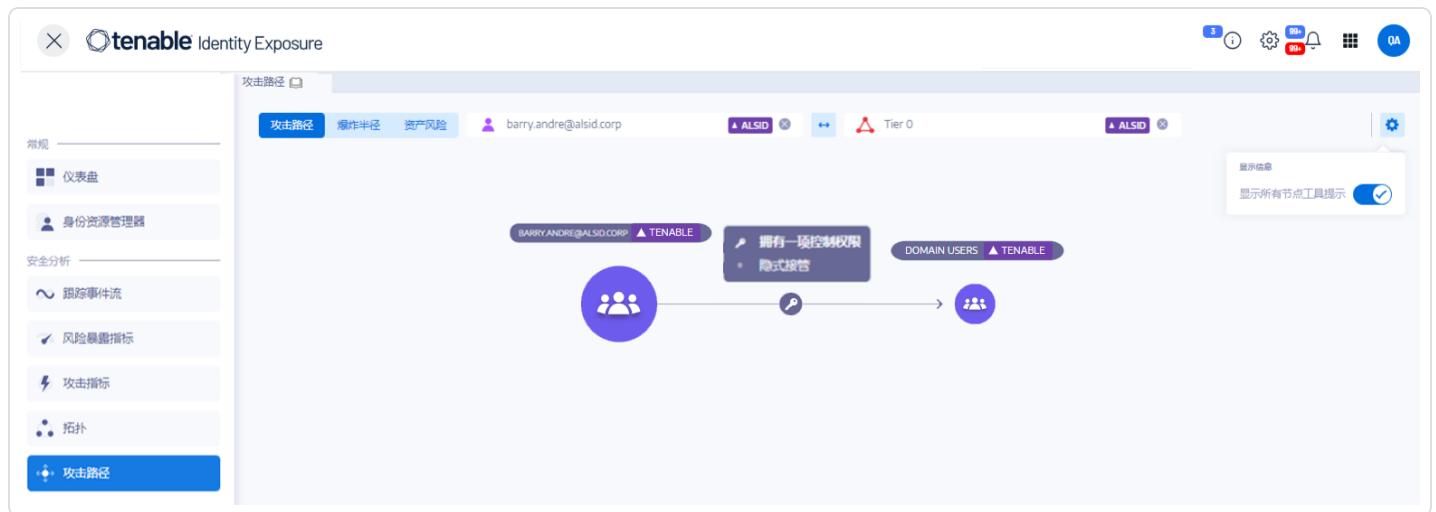 tenable Identity Exposure
3
99+
99+
QA
攻击路径
攻击路径 爆炸半径 资产风险
barry.andre@alsid.corp
ALSID
Tier 0
ALSID
显示信息
显示所有节点工具提示
常规
仪表盘
身份资源管理器
安全分析
跟踪事件流
风险暴露指标
攻击指标
拓扑
攻击路径
BARRY.ANDRE@ALSID.CORP TENABLE
拥有一项控制权限
隐式接管
DOMAIN USERS TENABLE